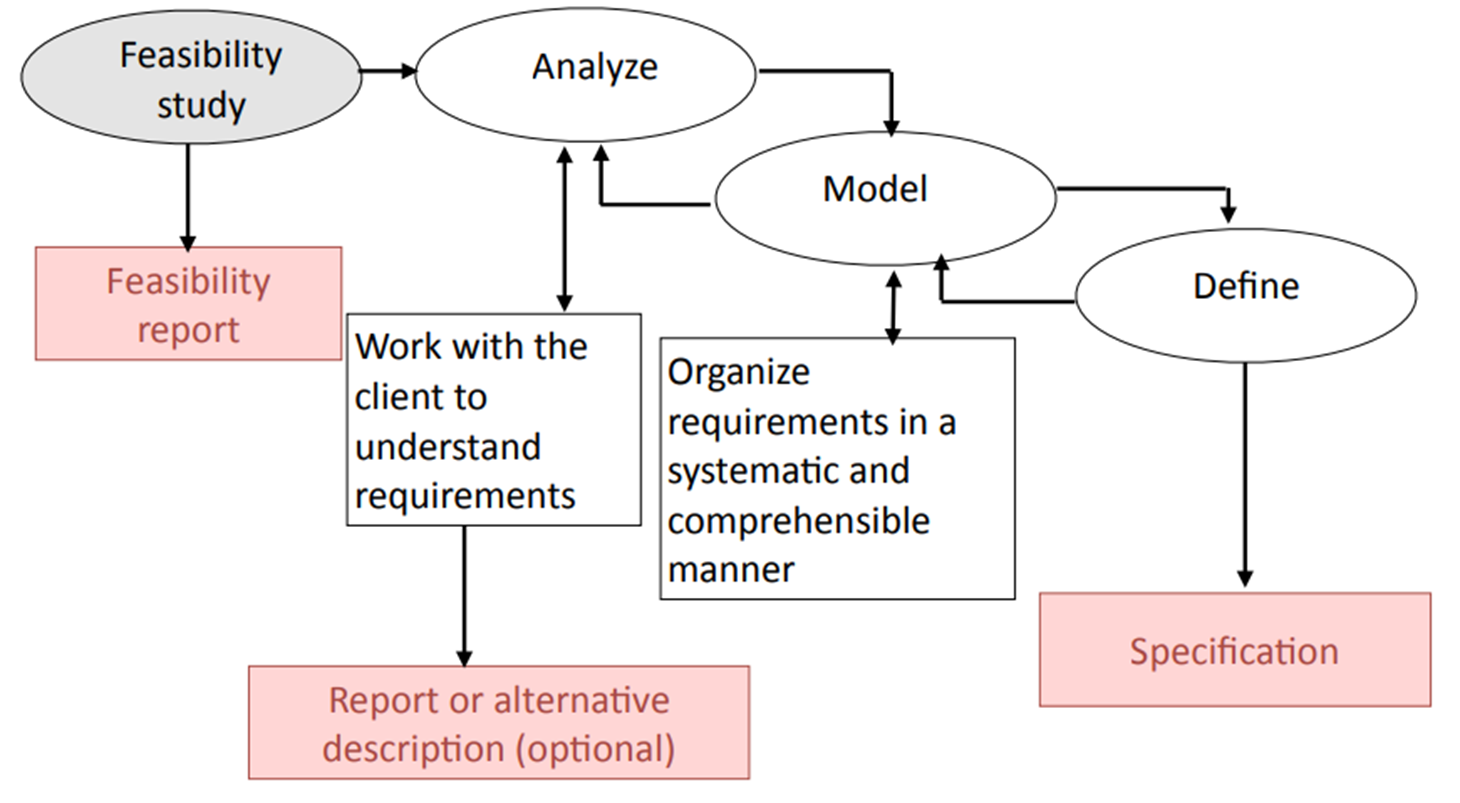 Feasibility
study
Analyze
Model
Define
Feasibility
report
Work with the
client to
understand
requirements
Organize
requirements in a
systematic and
comprehensible
manner
Specification
Report or alternative
description (optional)